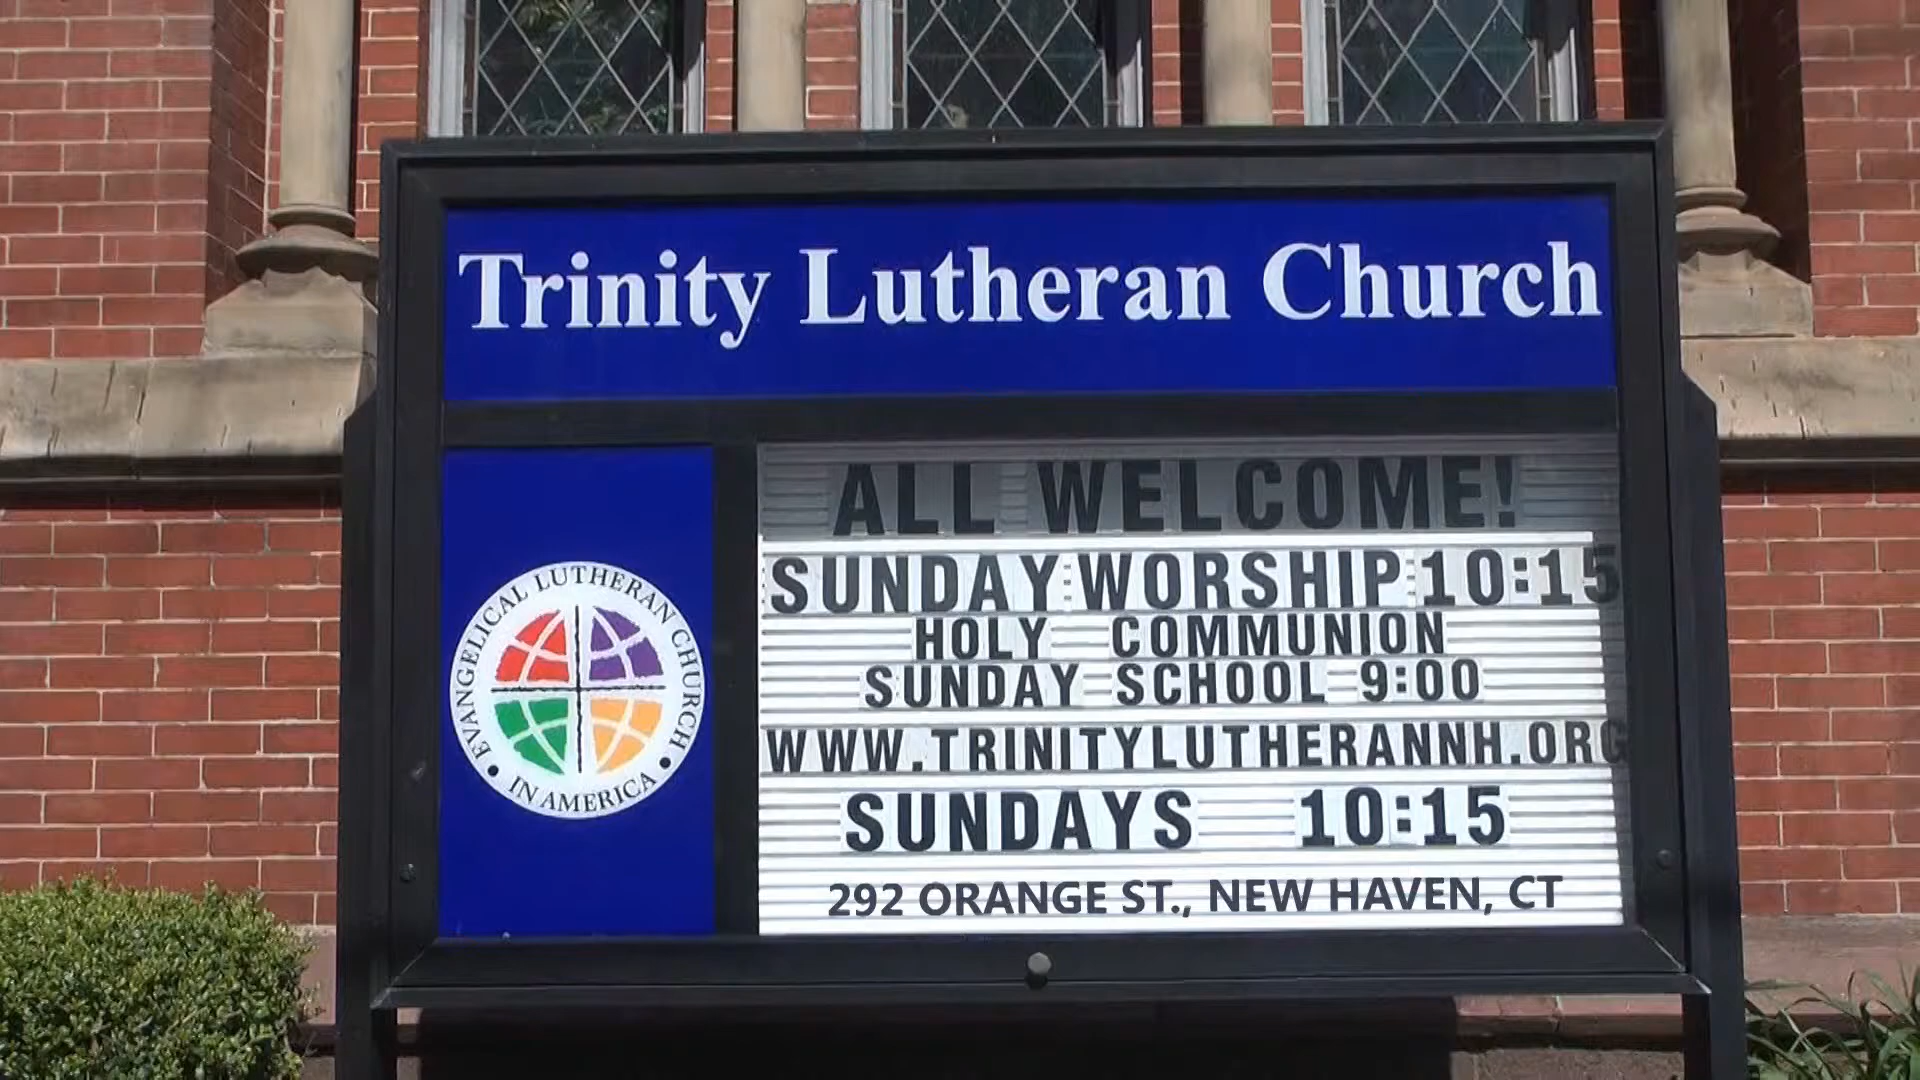 Trinity Lutheran Church
EVANGELICAL LUTHERAN CHURCH
IN AMERICA
ALL WELCOME!
SUNDAY WORSHIP 10:15
HOLY COMMUNION
SUNDAY SCHOOL 9:00
WWW.TRINITYLUTHERANNH.ORG
SUNDAYS 10:15
292 ORANGE ST., NEW HAVEN, CT